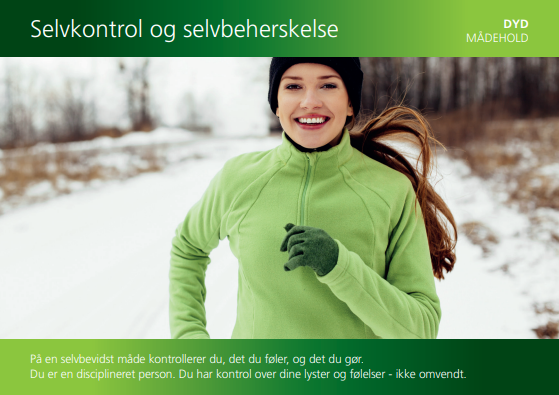 Selvkontrol og selvbeherskelse
DYD
MÅDEHOLD
På en selvbevidst måde kontrollerer du, det du føler, og det du gør.
Du er en disciplineret person. Du har kontrol over dine lyster og følelser - ikke omvendt.